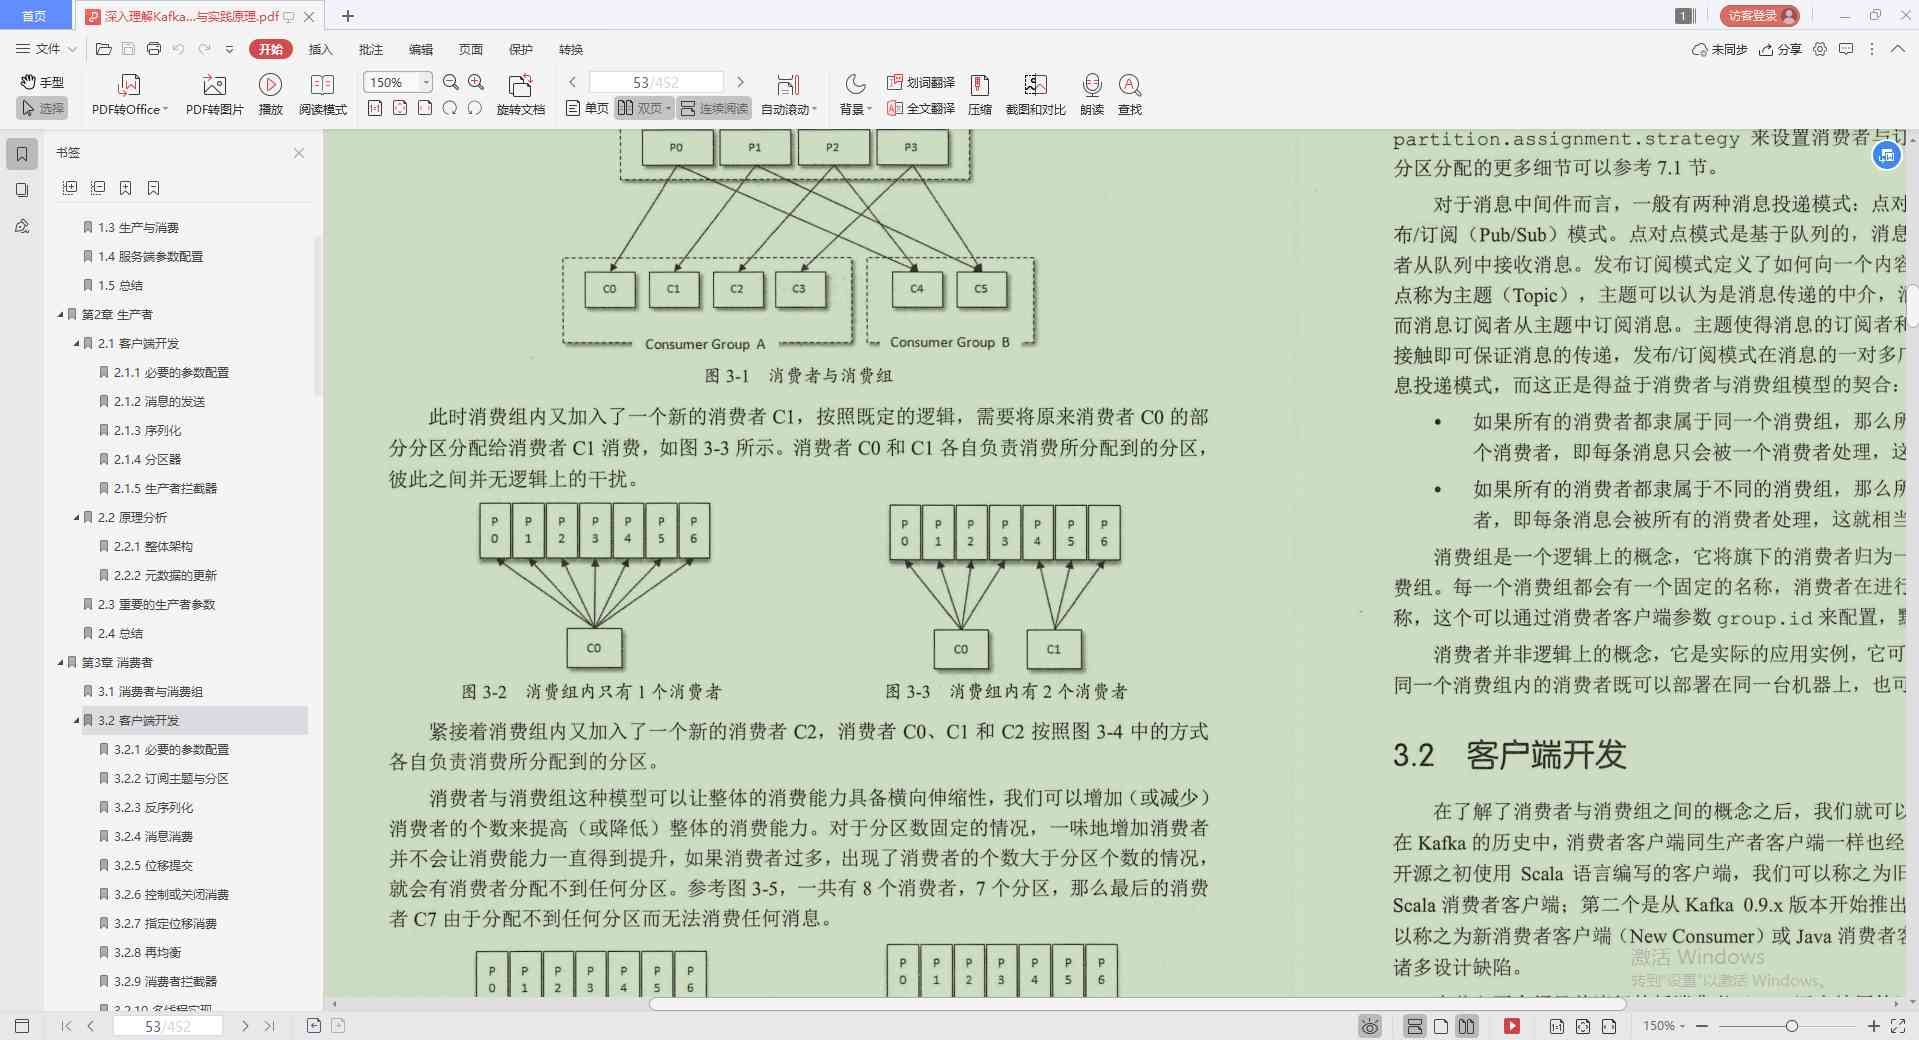 首页
深入理解Kafka...与实践原理.pdf
1
访客登录
文件
开始
插入
批注
编辑
页面
保护
转换
未同步
分享
手型
选择
PDF转Office
PDF转图片
播放
阅读模式
150%
旋转文档
53/452
单页
双页
连续阅读
自动滚动
背景
划词翻译
全文翻译
压缩
截图和对比
朗读
查找
书签
1.3 生产与消费
1.4 服务端参数配置
1.5 总结
第2章 生产者
2.1 客户端开发
2.1.1 必要的参数配置
2.1.2 消息的发送
2.1.3 序列化
2.1.4 分区器
2.1.5 生产者拦截器
2.2 原理分析
2.2.1 整体架构
2.2.2 元数据的更新
2.3 重要的生产者参数
2.4 总结
第3章 消费者
3.1 消费者与消费组
3.2 客户端开发
3.2.1 必要的参数配置
3.2.2 订阅主题与分区
3.2.3 反序列化
3.2.4 消息消费
3.2.5 位移提交
3.2.6 控制或关闭消费
3.2.7 指定位移消费
3.2.8 再均衡
3.2.9 消费者拦截器
3.2.10 多线程实现
P0 P1 P2 P3
C0 C1 C2 C3 C4 C5
Consumer Group A Consumer Group B
图 3-1 消费者与消费组
此时消费组内又加入了一个新的消费者 C1，按照既定的逻辑，需要将原来消费者 C0 的部
分分区分配给消费者 C1 消费，如图 3-3 所示。消费者 C0 和 C1 各自负责消费所分配到的分区，
彼此之间并无逻辑上的干扰。
P0 P1 P2 P3 P4 P5 P6
C0
P0 P1 P2 P3 P4 P5 P6
C0 C1
图 3-2 消费组内只有 1 个消费者
图 3-3 消费组内有 2 个消费者
紧接着消费组内又加入了一个新的消费者 C2，消费者 C0、C1 和 C2 按照图 3-4 中的方式
各自负责消费所分配到的分区。
消费者与消费组这种模型可以让整体的消费能力具备横向伸缩性，我们可以增加（或减少）
消费者的个数来提高（或降低）整体的消费能力。对于分区数固定的情况，一味地增加消费者
并不会让消费能力一直得到提升，如果消费者过多，出现了消费者的个数大于分区个数的情况，
就会有消费者分配不到任何分区。参考图 3-5，一共有 8 个消费者，7 个分区，那么最后的消费
者 C7 由于分配不到任何分区而无法消费任何消息。
P0 P1 P2 P3 P4 P5 P6
P0 P1 P2 P3 P4 P5 P6
partition.assignment.strategy 来设置消费者与订
分区分配的更多细节可以参考 7.1 节。
对于消息中间件而言，一般有两种消息投递模式：点对
布/订阅（Pub/Sub）模式。点对点模式是基于队列的，消息
者从队列中接收消息。发布订阅模式定义了如何向一个内容
点称为主题（Topic），主题可以认为是消息传递的中介，消
而消息订阅者从主题中订阅消息。主题使得消息的订阅者和
接触即可保证消息的传递，发布/订阅模式在消息的一对多广
息投递模式，而这正是得益于消费者与消费组模型的契合：
• 如果所有的消费者都隶属于同一个消费组，那么所
个消费者，即每条消息只会被一个消费者处理，这
• 如果所有的消费者都隶属于不同的消费组，那么所
者，即每条消息会被所有的消费者处理，这就相当
消费组是一个逻辑上的概念，它将旗下的消费者归为一
费组。每一个消费组都会有一个固定的名称，消费者在进行
称，这个可以通过消费者客户端参数 group.id 来配置，默
消费者并非逻辑上的概念，它是实际的应用实例，它可
同一个消费组内的消费者既可以部署在同一台机器上，也可
3.2 客户端开发
在了解了消费者与消费组之间的概念之后，我们就可以
在 Kafka 的历史中，消费者客户端同生产者客户端一样也经
开源之初使用 Scala 语言编写的客户端，我们可以称之为旧
Scala 消费者客户端；第二个是从 Kafka 0.9.x 版本开始推出
以称之为新消费者客户端（New Consumer）或 Java 消费者客
诸多设计缺陷。
激活 Windows
转到"设置"以激活 Windows。
53/452
150%